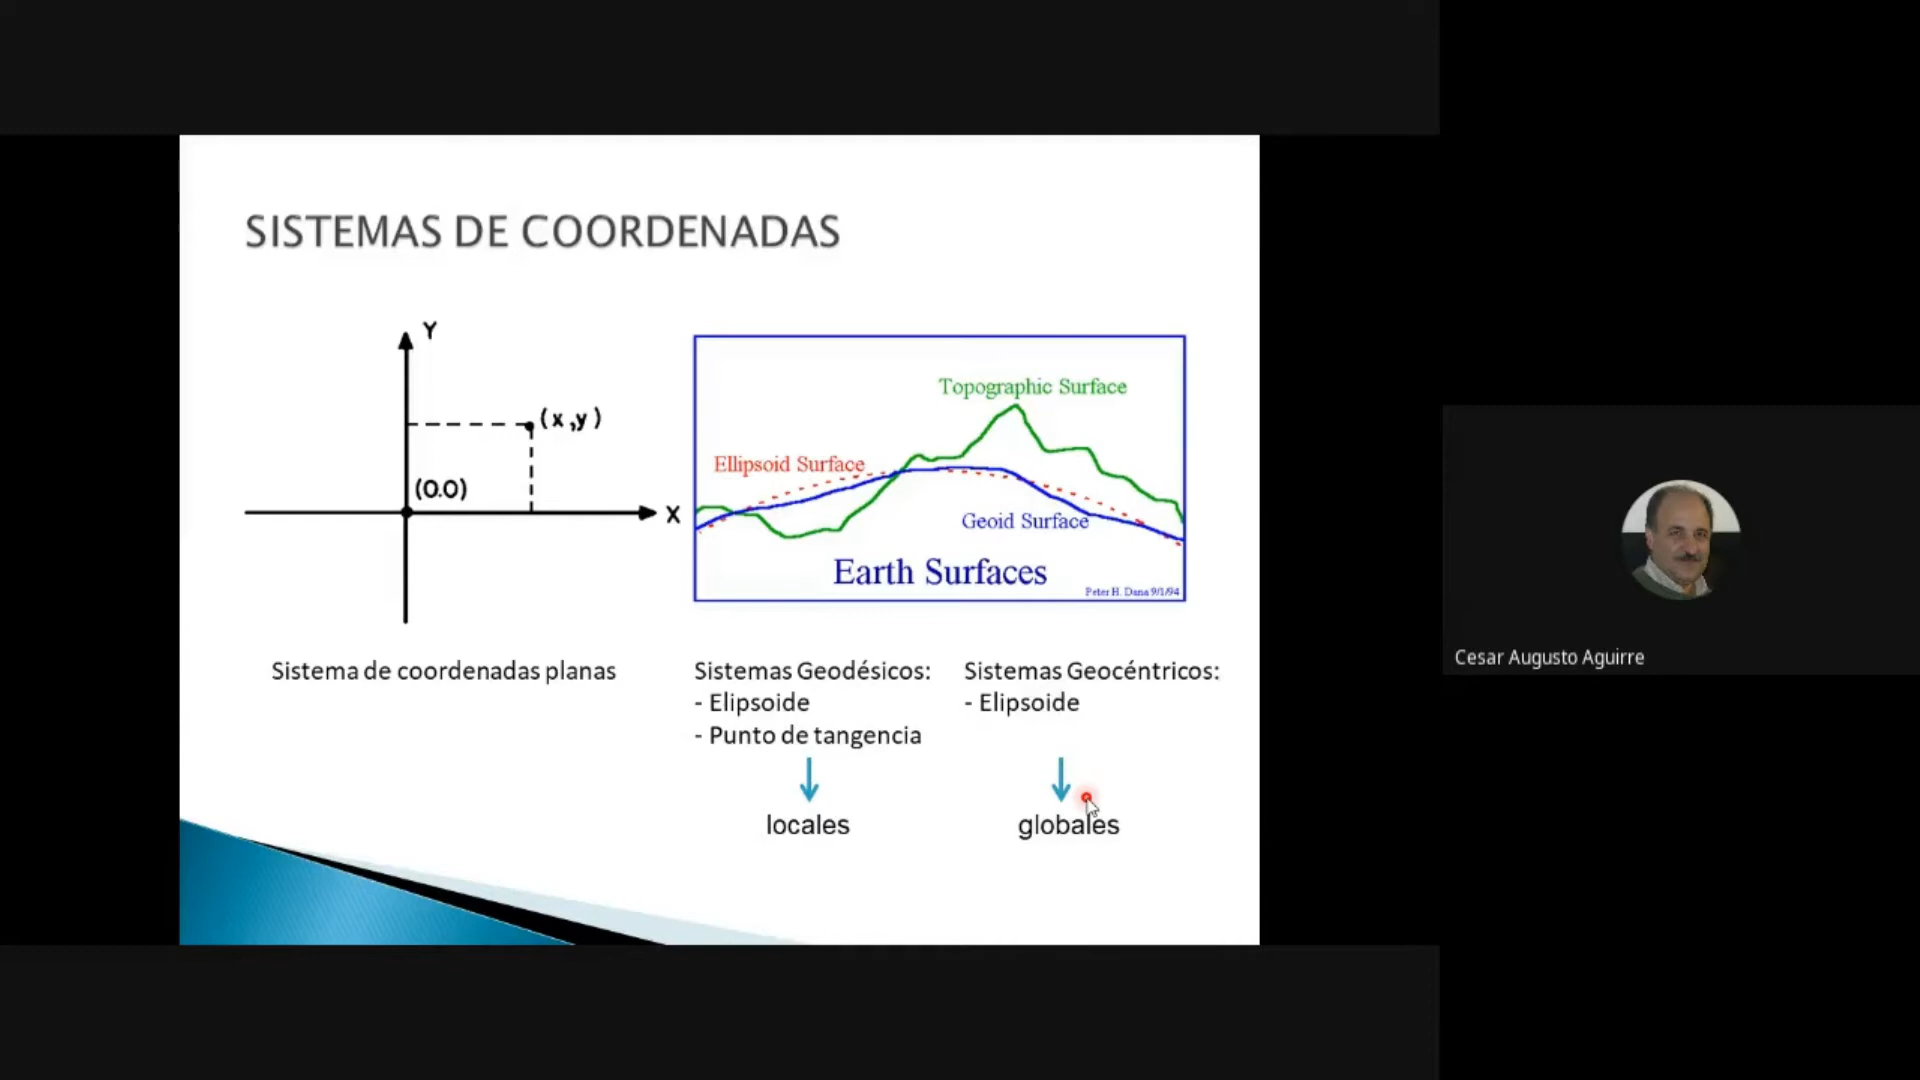 SISTEMAS DE COORDENADAS
Y
(x,y)
(0.0)
X
Topographic Surface
Ellipsoid Surface
Geoid Surface
Earth Surfaces
Peter H. Dana 9/1/94
Sistema de coordenadas planas
Sistemas Geodésicos:
- Elipsoide
- Punto de tangencia
locales
Sistemas Geocéntricos:
- Elipsoide
globales
Cesar Augusto Aguirre